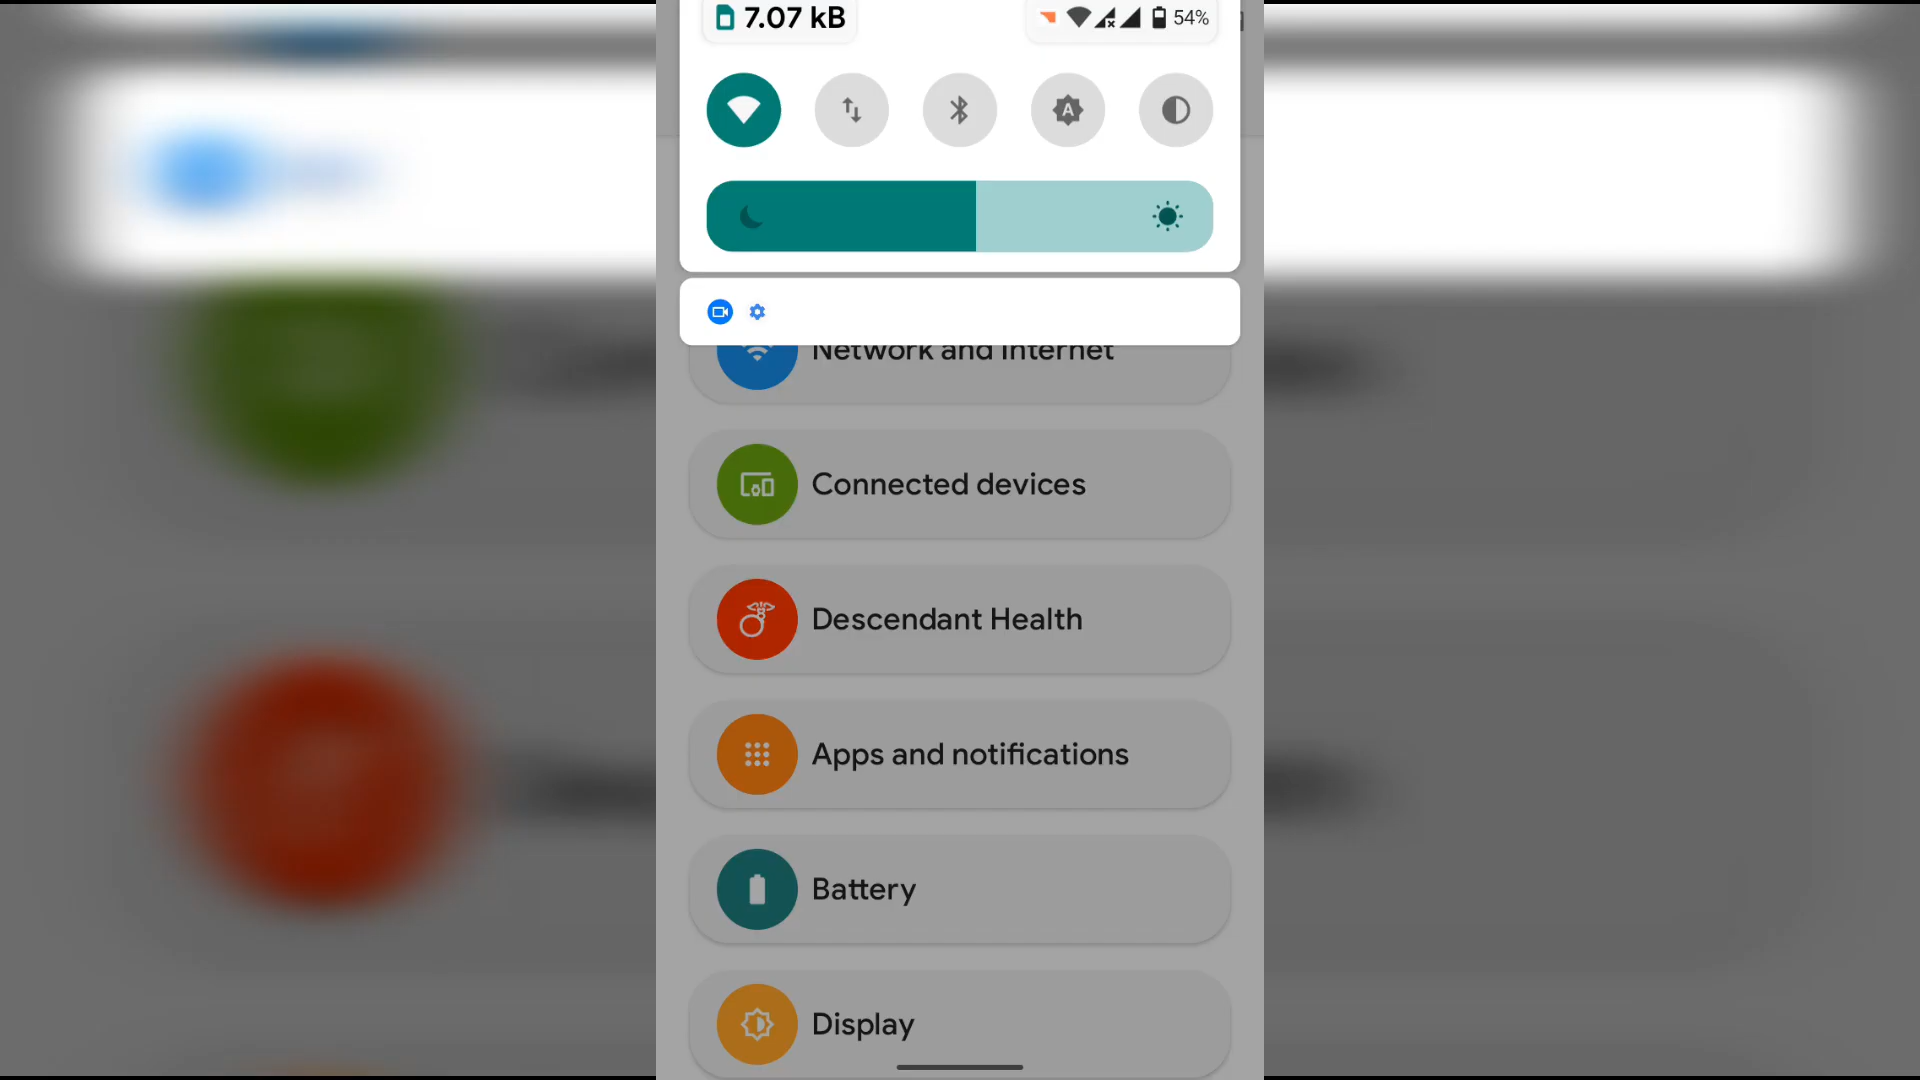 7.07 kB
54%
A
Network and Internet
Connected devices
Descendant Health
Apps and notifications
Battery
Display